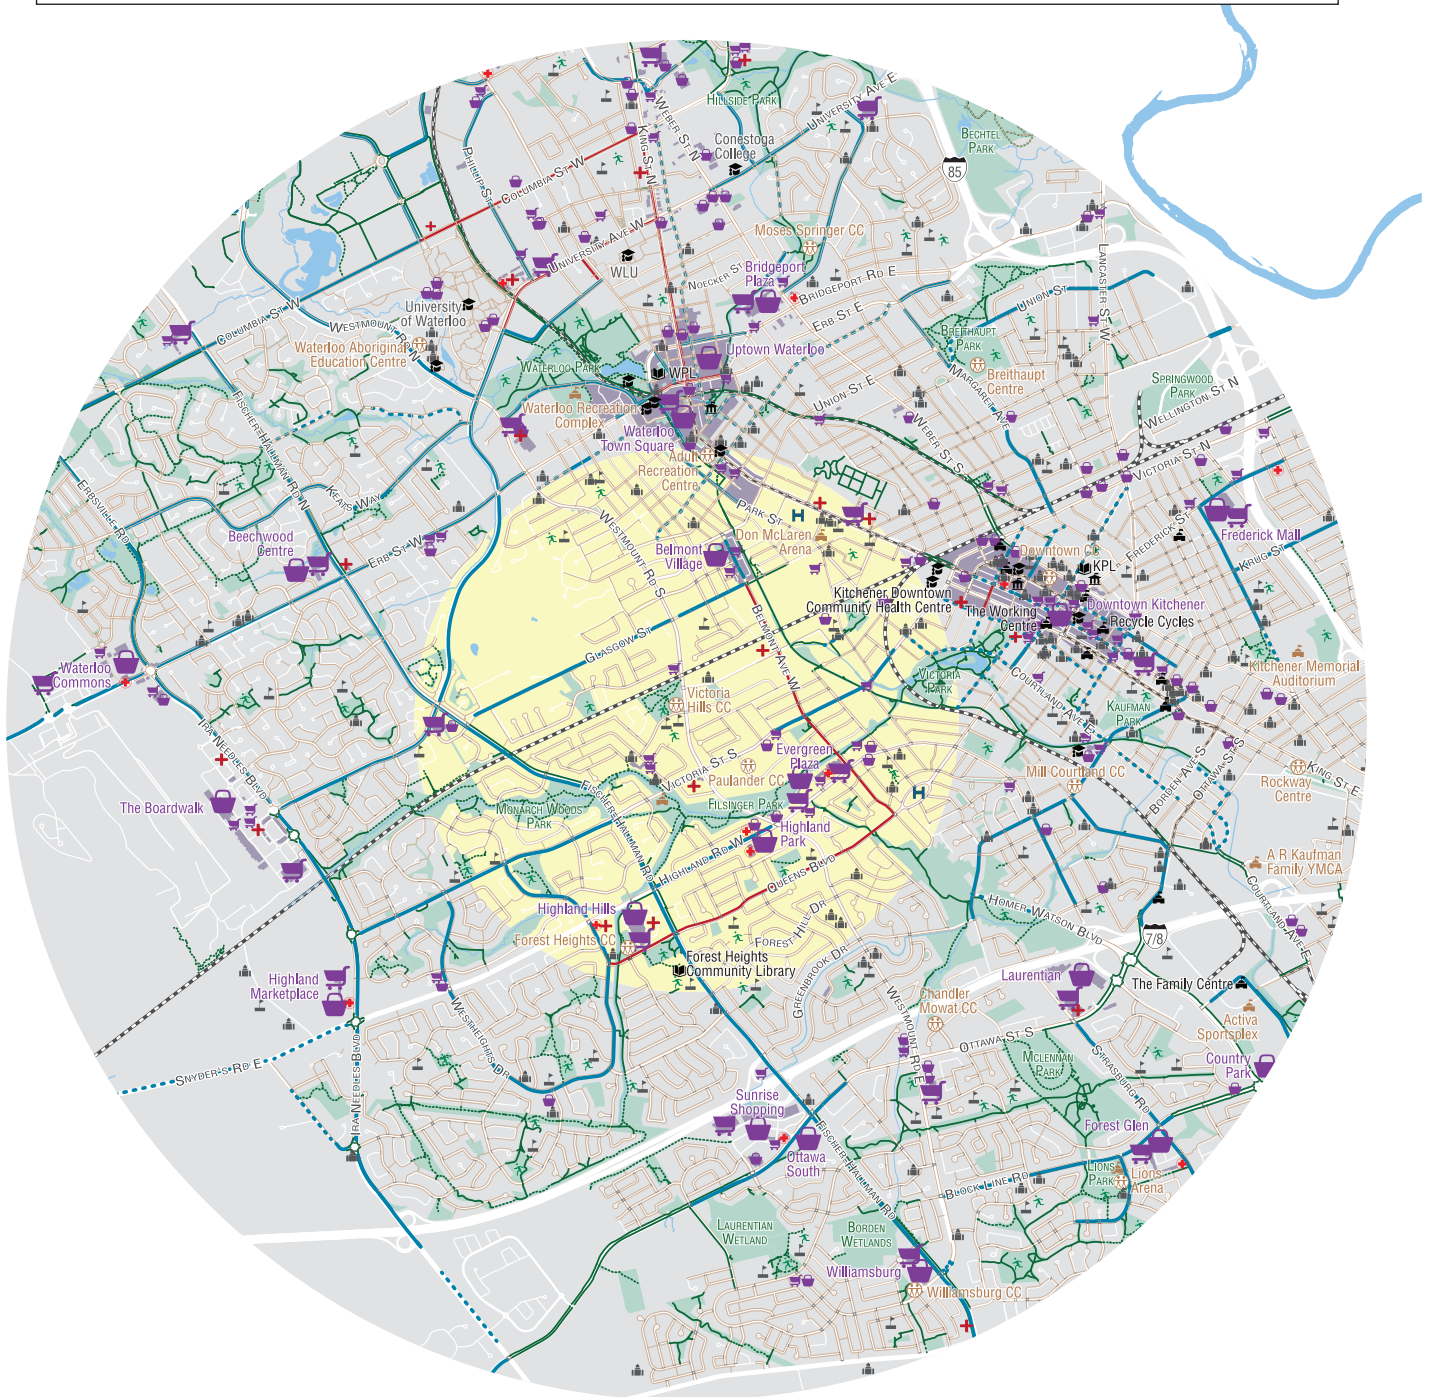 Hillside Park
University Ave E
Bechtel
Park
85
Weber St N
King St N
Conestoga
College
Phillip St
Columbia St W
University Ave W
WLU
Moses Springer CC
Noecker St
Bridgeport
Plaza
Bridgeport Rd E
Lancaster St W
Union St
Erb St E
Columbia St W
Westmount Rd N
University
of Waterloo
Waterloo Aboriginal
Education Centre
Waterloo Park
Uptown Waterloo
WPL
Breithaupt
Park
Breithaupt
Centre
Margaret Ave
Springwood
Park
Wellington St N
Union St E
Waterloo Recreation
Complex
Waterloo
Town Square
Weber St S
Victoria St N
Fischer-Hallman Rd N
Adult
Recreation
Centre
Keats Way
Erbsville Rd
Park St
H
Don McLaren
Arena
Frederick St
Frederick Mall
Krug St
Beechwood
Centre
Erb St W
Westmount Rd S
Belmont
Village
Downtown CC
KPL
Kitchener Downtown
Community Health Centre
The Working
Centre
Downtown Kitchener
Recycle Cycles
Glasgow St
Belmont Ave W
Kitchener Memorial
Auditorium
Waterloo
Commons
Victoria
Park
Courtland Ave E
Kaufman
Park
Victoria
Hills CC
Ira Needles Blvd
Evergreen
Plaza
Victoria St S
Paulander CC
Mill Courtland CC
Borden Ave S
Ottawa St S
King St E
Rockway
Centre
The Boardwalk
Monarch Woods
Park
Fischer-Hallman Rd
Filsinger Park
H
Highland
Park
Highland Rd W
Queens Blvd
A R Kaufman
Family YMCA
Courtland Ave E
Highland Hills
Forest Heights CC
Forest Hill Dr
Homer Watson Blvd
7/8
Greenbrook Dr
Forest Heights
Community Library
Highland
Marketplace
Laurentian
The Family Centre
Westmount Rd E
Chandler
Mowat CC
Activa
Sportsplex
Ottawa St S
Westheights Dr
McLennan
Park
Country
Park
Snyder's Rd E
Ira Needles Blvd
Strasburg Rd
Sunrise
Shopping
Forest Glen
Fischer-Hallman Rd
Ottawa
South
Lions
Park
Lions
Arena
Block Line Rd
Laurentian
Wetland
Borden
Wetlands
Williamsburg
Williamsburg CC